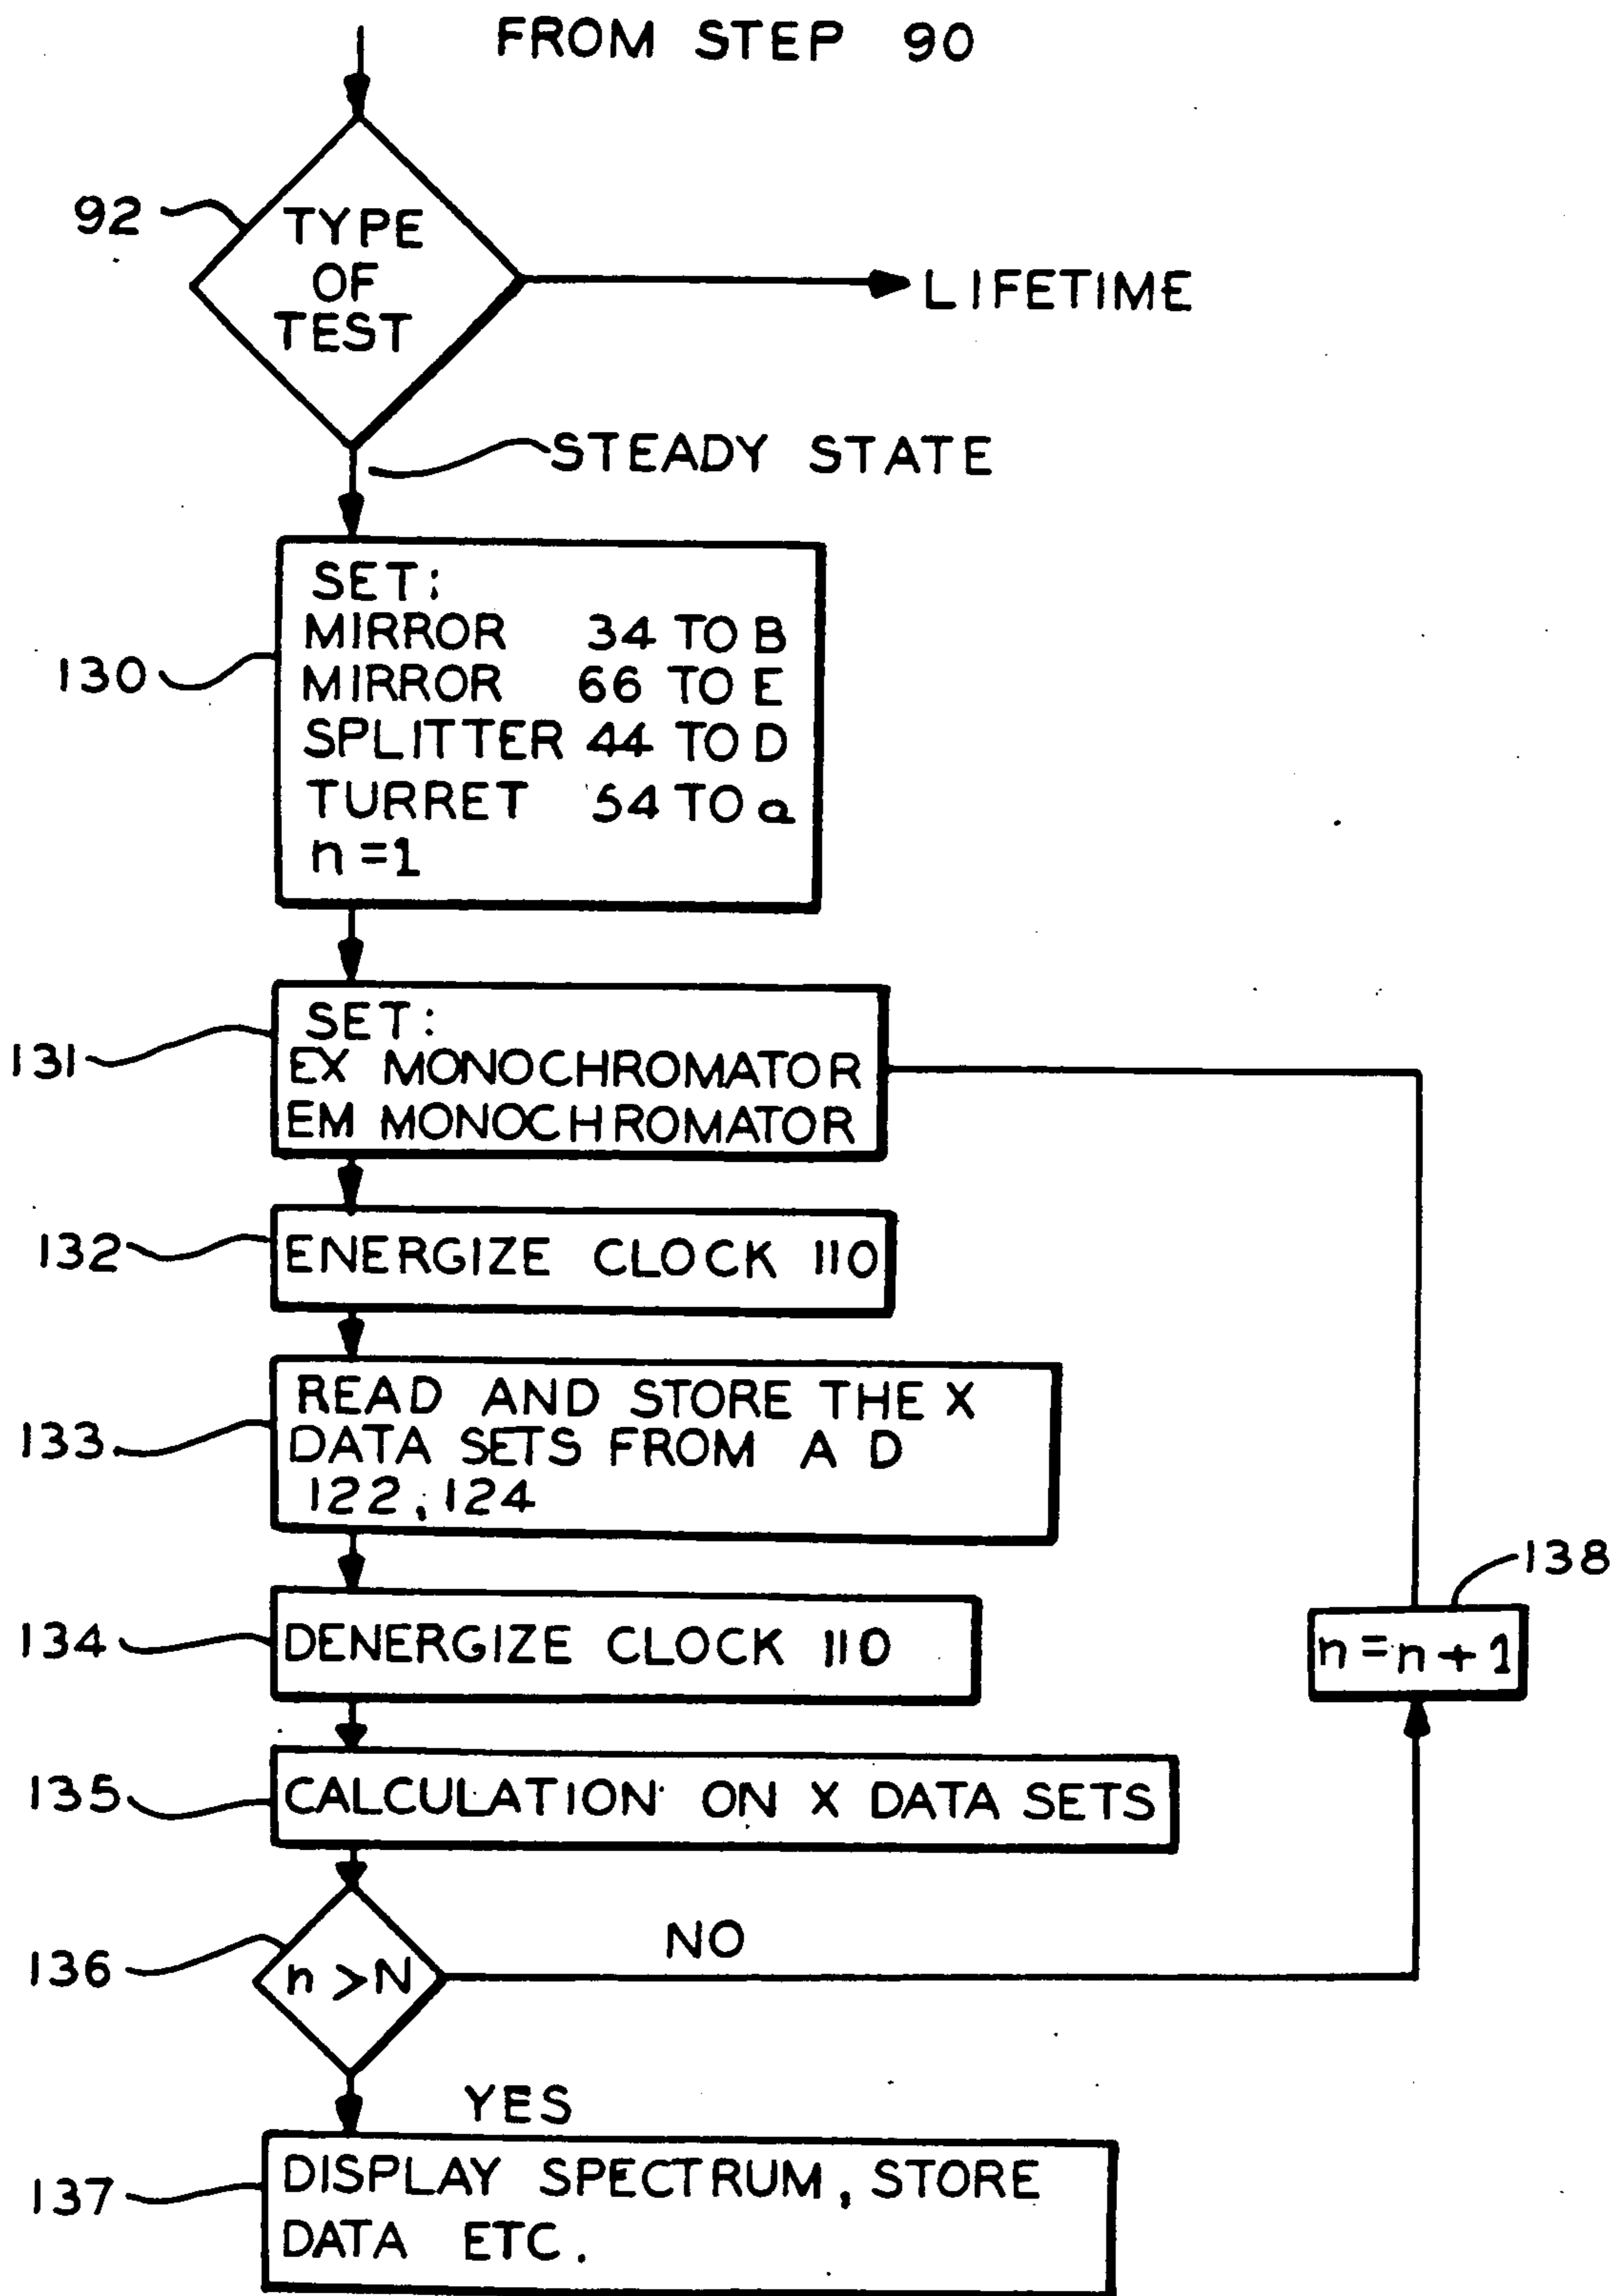 FROM STEP 90
92
TYPE
OF
TEST
LIFETIME
STEADY STATE
130
SET:
MIRROR 34 TO B
MIRROR 66 TO E
SPLITTER 44 TO D
TURRET 54 TO a
n=1
131
SET:
EX MONOCHROMATOR
EM MONOCHROMATOR
132
ENERGIZE CLOCK 110
133
READ AND STORE THE X
DATA SETS FROM A D
122, 124
134
DENERGIZE CLOCK 110
138
n=n+1
135
CALCULATION ON X DATA SETS
136
n >N
NO
YES
137
DISPLAY SPECTRUM, STORE
DATA ETC.